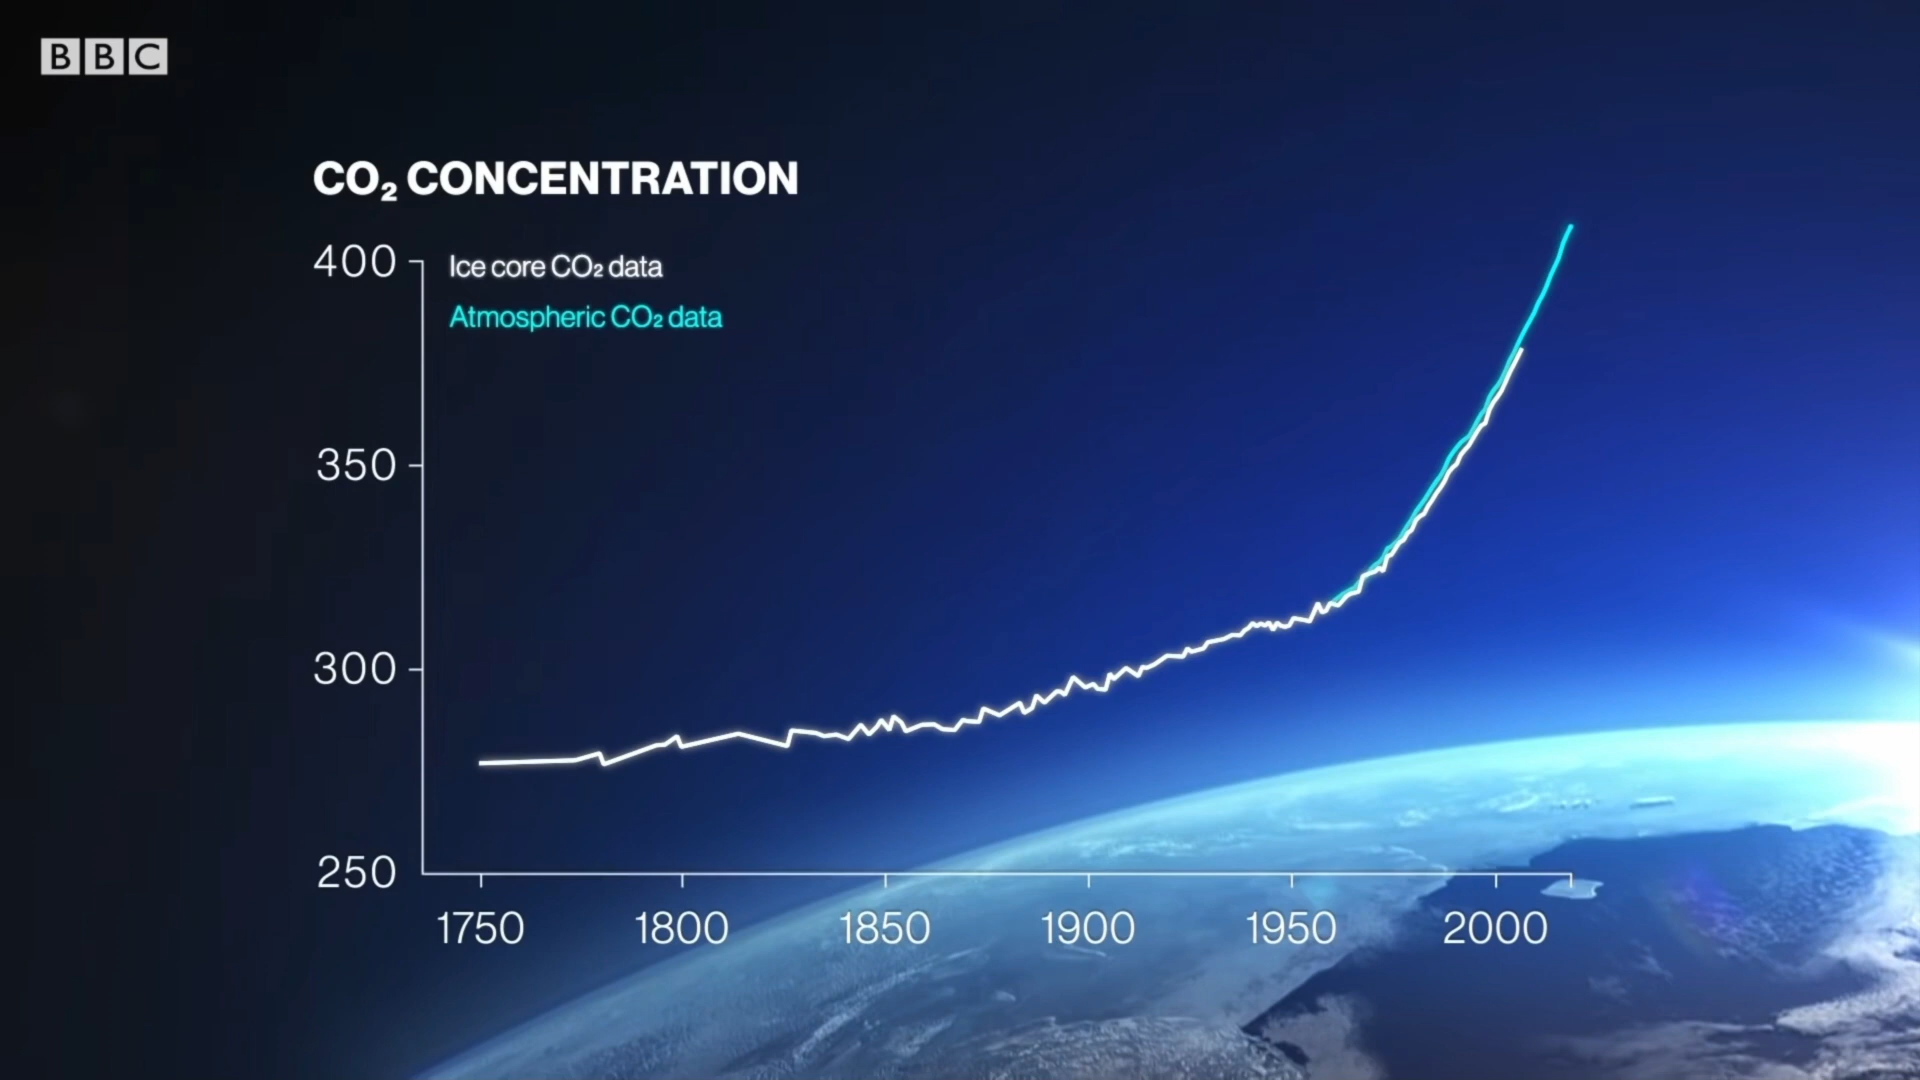 BBC
CO₂ CONCENTRATION
400
Ice core CO₂ data
Atmospheric CO₂ data
350
300
250
1750 1800 1850 1900 1950 2000